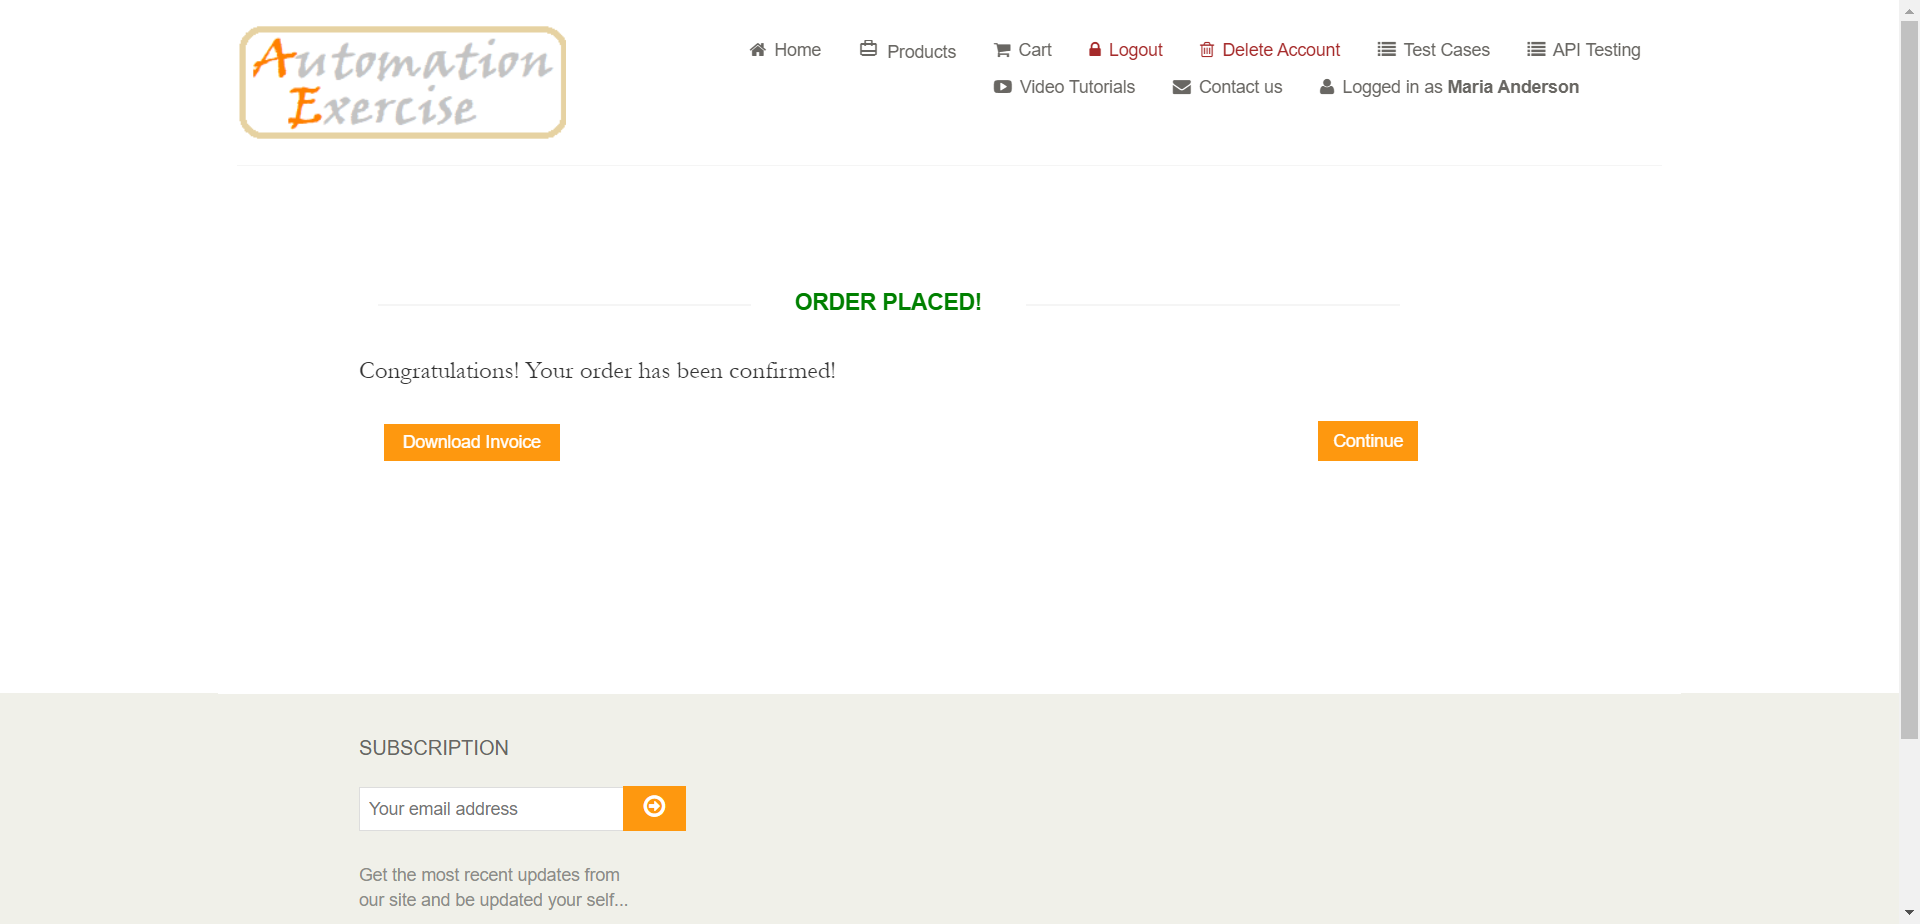 Automation
Exercise
Home Products Cart Logout Delete Account Test Cases API Testing
Video Tutorials Contact us Logged in as Maria Anderson
ORDER PLACED!
Congratulations! Your order has been confirmed!
Download Invoice Continue
SUBSCRIPTION
Your email address
Get the most recent updates from
our site and be updated your self...